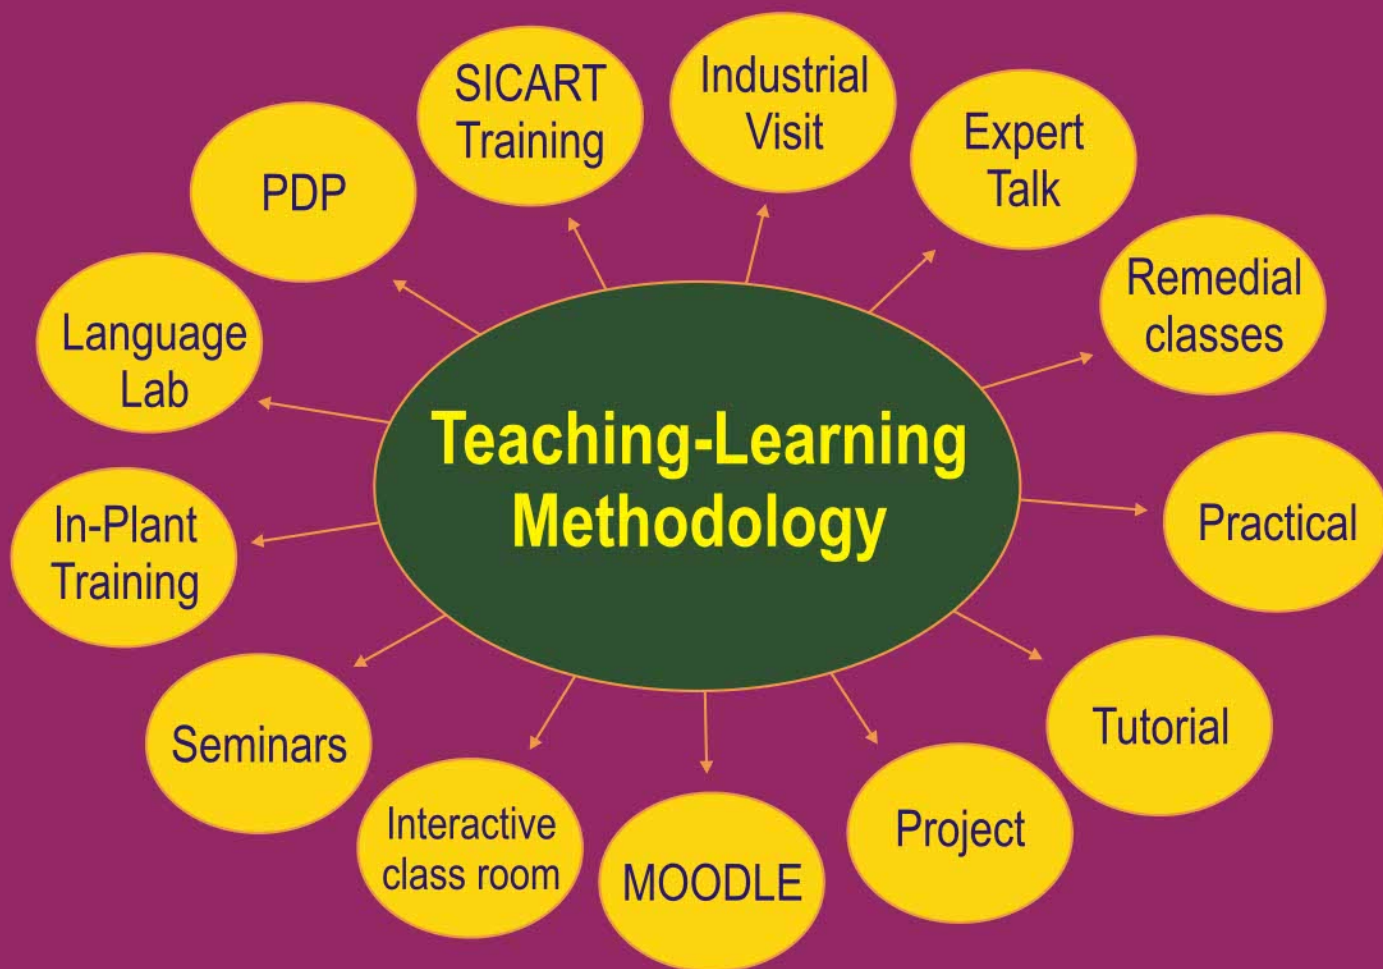 Teaching-Learning
Methodology
SICART
Training
Industrial
Visit
Expert
Talk
Remedial
classes
Practical
Tutorial
Project
MOODLE
Interactive
class room
Seminars
In-Plant
Training
Language
Lab
PDP